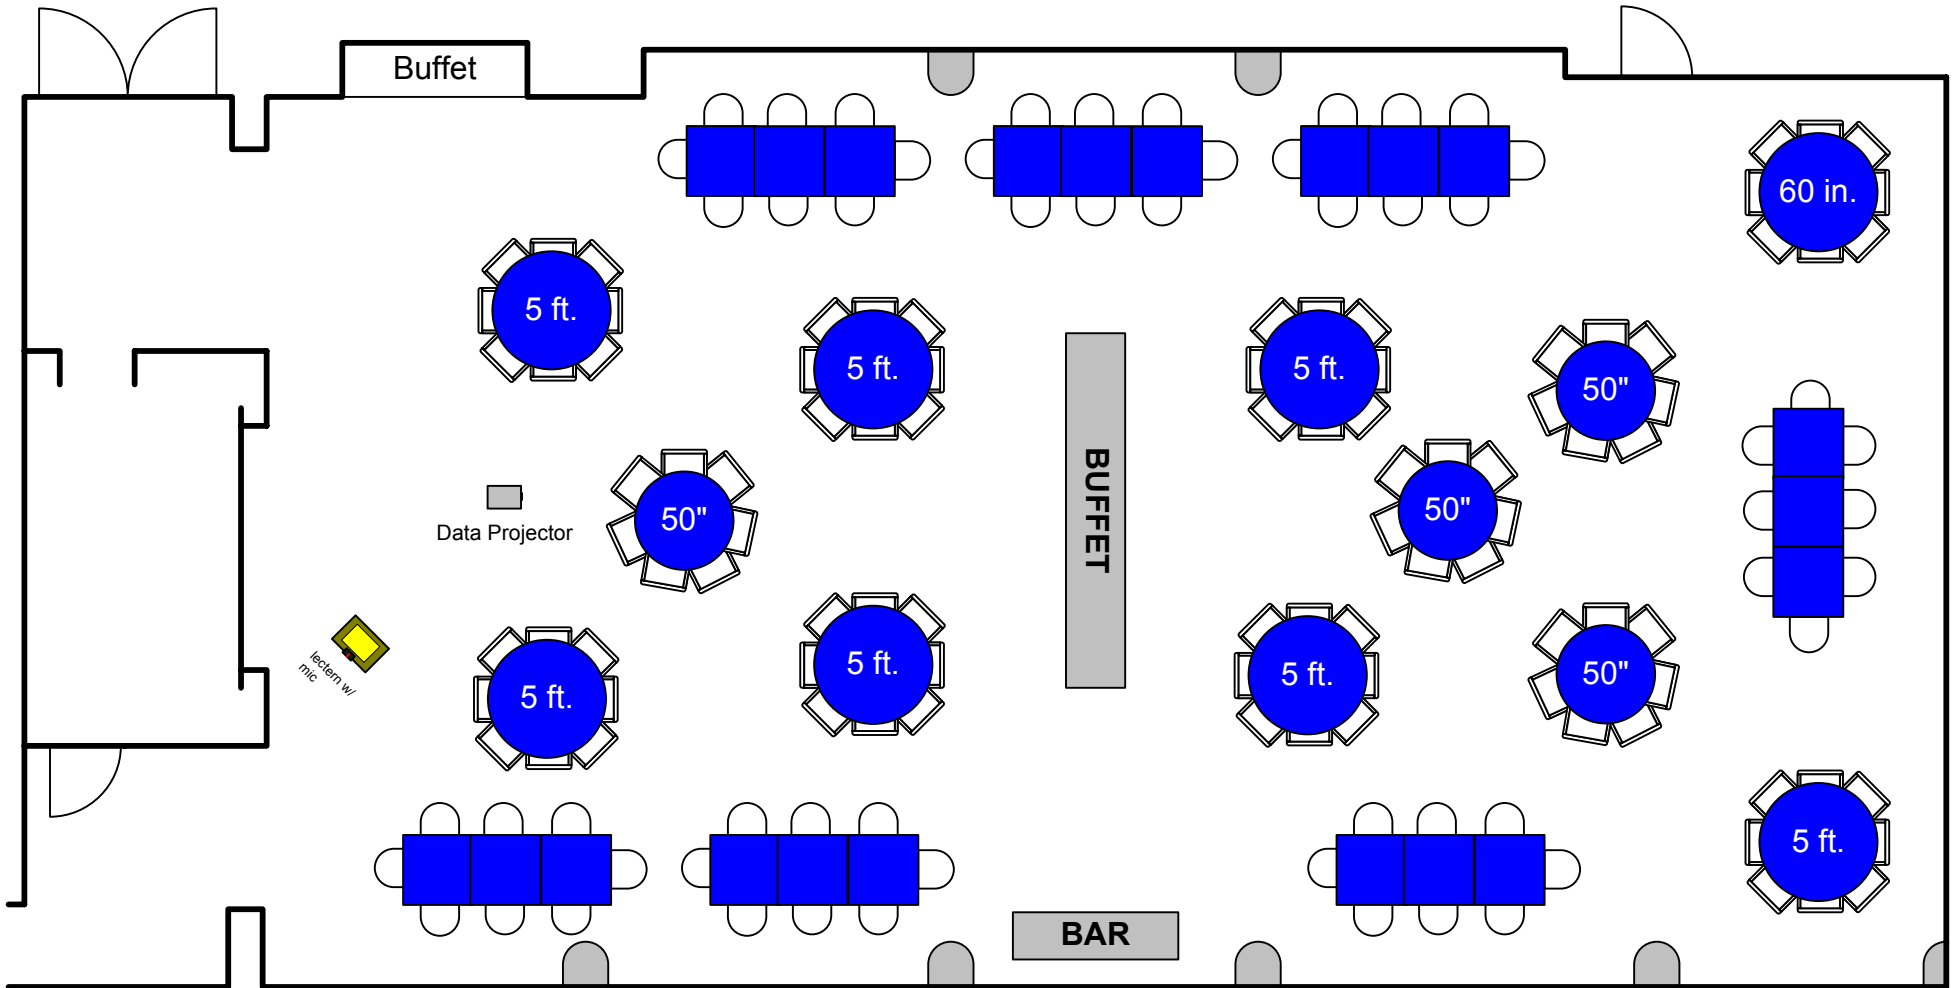 Buffet
60 in.
5 ft.
5 ft.
5 ft.
50"
BUFFET
50"
50"
Data Projector
lectern w/
mic
5 ft.
5 ft.
5 ft.
50"
5 ft.
BAR